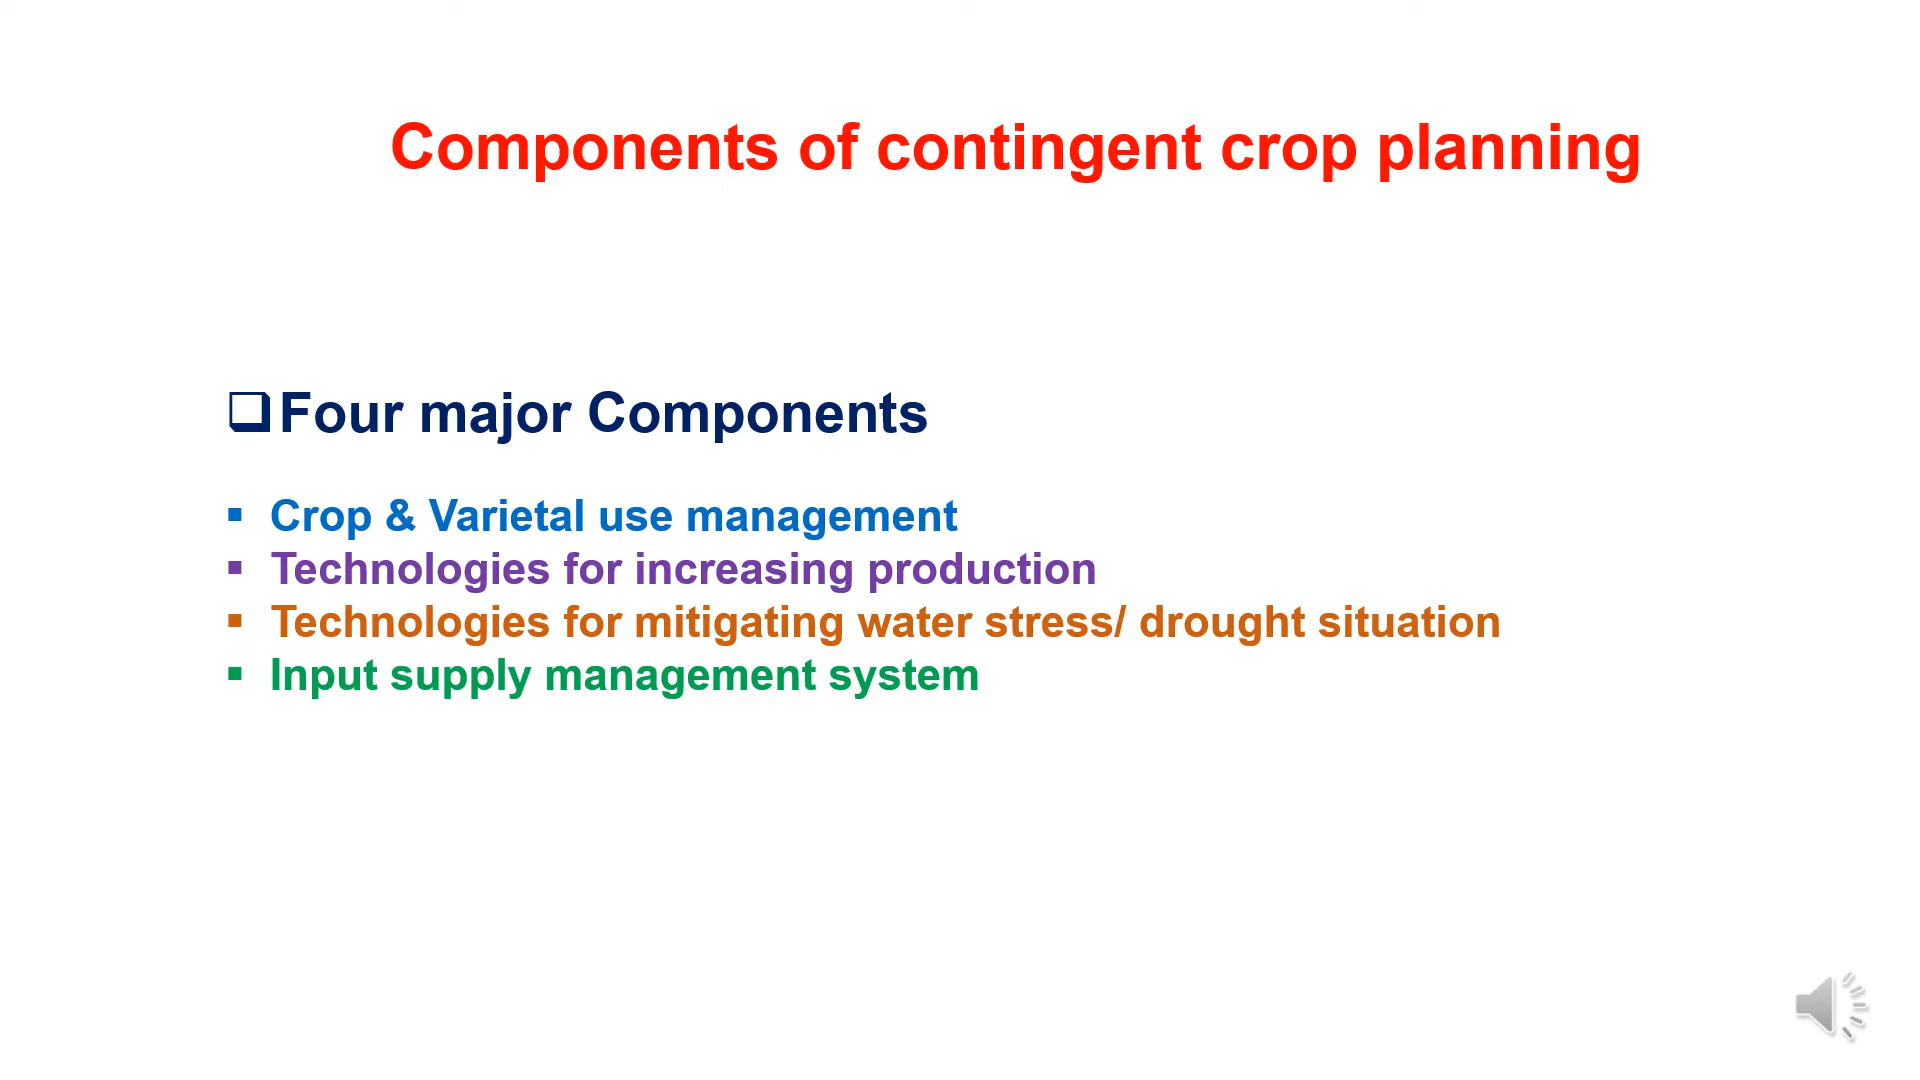 Components of contingent crop planning
❑Four major Components
▪ Crop & Varietal use management
▪ Technologies for increasing production
▪ Technologies for mitigating water stress/ drought situation
▪ Input supply management system